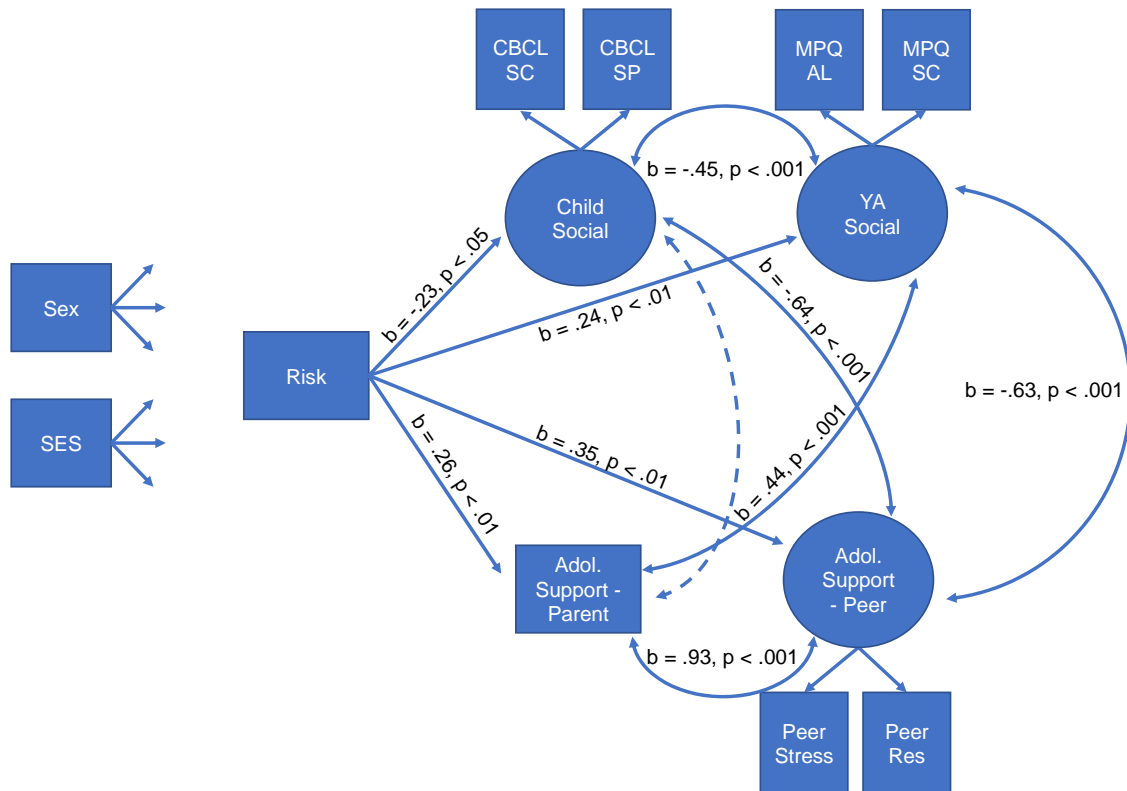 CBCL
SC
CBCL
SP
MPQ
AL
MPQ
SC
b = -.45, p < .001
Child
Social
YA
Social
b = -.23, p < .05
b = .24, p < .01
b = -.64, p < .001
Sex
Risk
SES
b = -.63, p < .001
b = .26, p < .01
b = .35, p < .01
b = .44, p < .001
Adol.
Support -
Parent
Adol.
Support
- Peer
b = .93, p < .001
Peer
Stress
Peer
Res